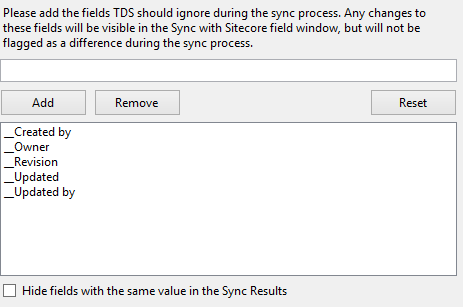 Please add the fields TDS should ignore during the sync process. Any changes to
these fields will be visible in the Sync with Sitecore field window, but will not be
flagged as a difference during the sync process.
Add Remove Reset
__Created by
__Owner
__Revision
__Updated
__Updated by
Hide fields with the same value in the Sync Results